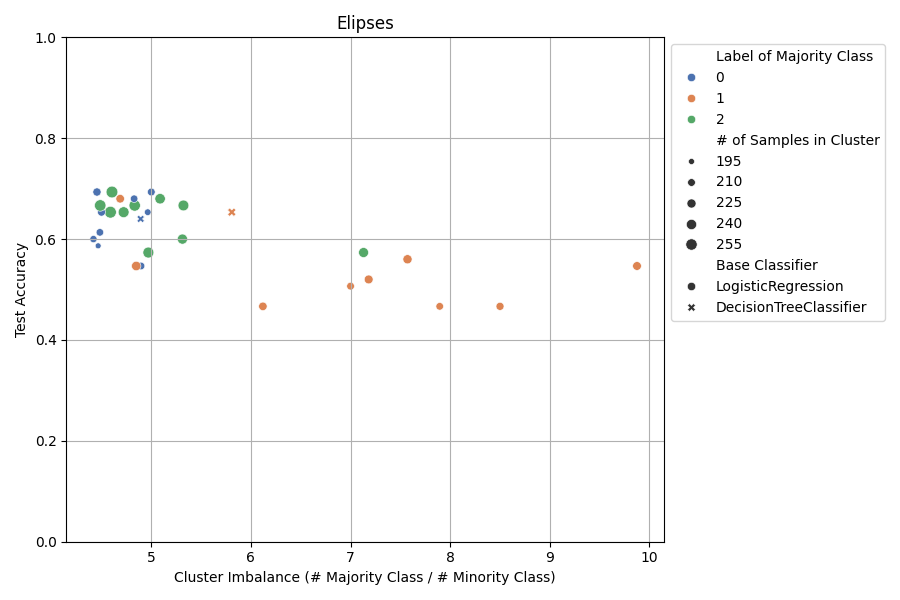 Elipses
1.0
0.8
0.6
0.4
0.2
0.0
Test Accuracy
5
6
7
8
9
10
Cluster Imbalance (# Majority Class / # Minority Class)
Label of Majority Class
0
1
2
# of Samples in Cluster
195
210
225
240
255
Base Classifier
LogisticRegression
DecisionTreeClassifier